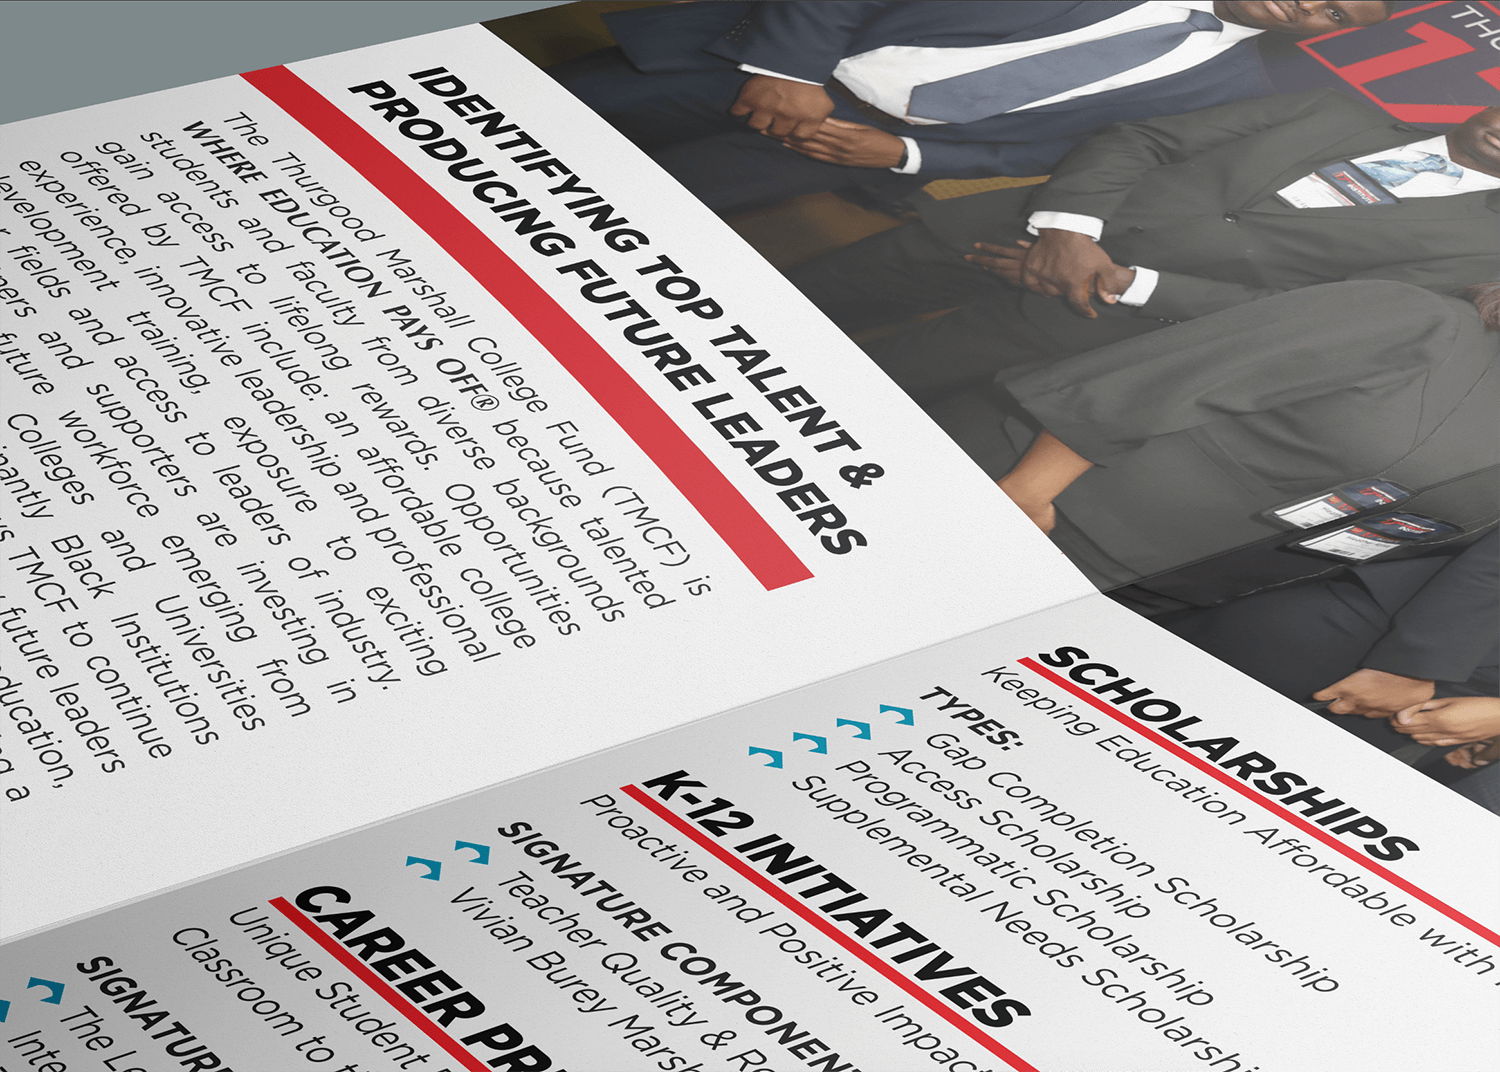 IDENTIFYING TOP TALENT &
PRODUCING FUTURE LEADERS
The Thurgood Marshall College Fund (TMCF) is
WHERE EDUCATION PAYS OFF® because talented
students and faculty from diverse backgrounds
gain access to lifelong rewards. Opportunities
offered by TMCF include: an affordable college
experience, innovative leadership and professional
development training, exposure to exciting
fields and access to leaders of industry.
and supporters are investing in
future workforce emerging from
Colleges and Universities
Black Institutions
TMCF to continue
future leaders
SCHOLARSHIPS
Keeping Education Affordable with
TYPES:
Gap Completion Scholarship
Access Scholarship
Programmatic Scholarship
Supplemental Needs Scholarshi
K-12 INITIATIVES
Proactive and Positive Impact
SIGNATURE COMPONEN
Teacher Quality & Re
Vivian Burey Marsh
CAREER PR
Unique Student
Classroom to
SIGNATUR
The Le
Inte